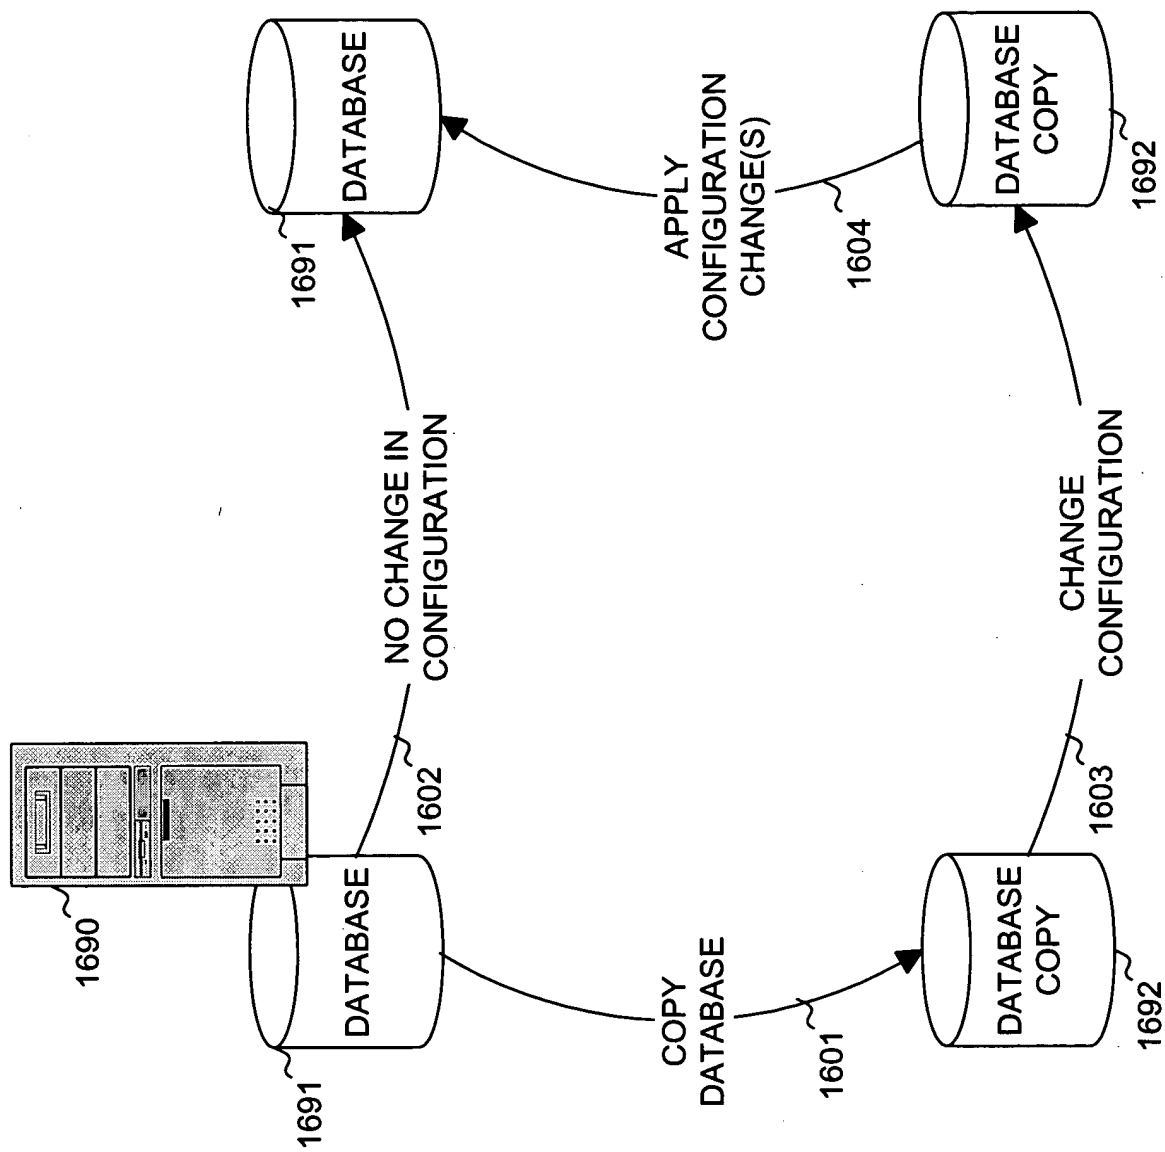 1690
1691
DATABASE
1602
NO CHANGE IN
CONFIGURATION
1691
DATABASE
COPY
DATABASE
1601
APPLY
CONFIGURATION
CHANGE(S)
1604
DATABASE
COPY
1692
1603
CHANGE
CONFIGURATION
DATABASE
COPY
1692